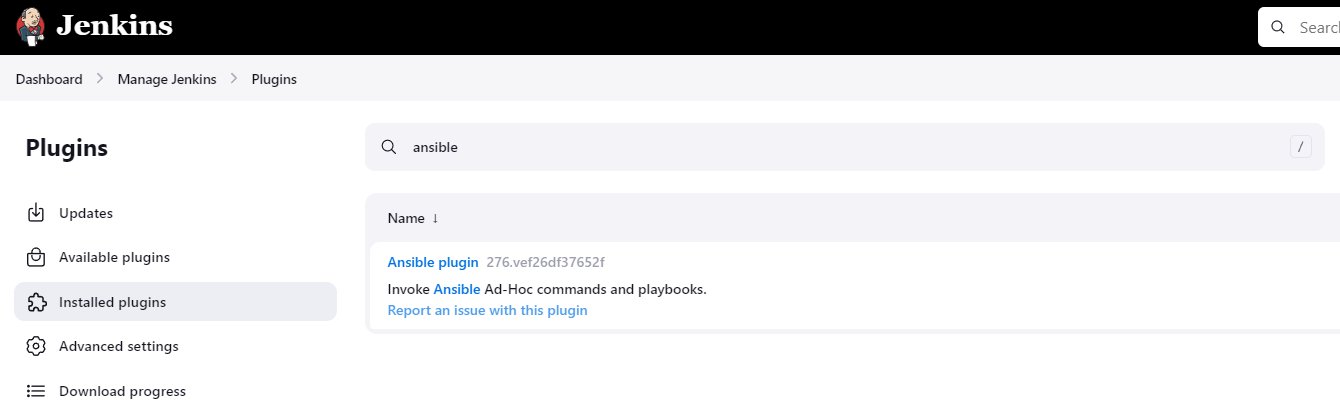 Jenkins
Search
Dashboard > Manage Jenkins > Plugins
Plugins
ansible
/
Updates
Available plugins
Installed plugins
Advanced settings
Download progress
Name ↓
Ansible plugin 276.vef26df37652f
Invoke Ansible Ad-Hoc commands and playbooks.
Report an issue with this plugin